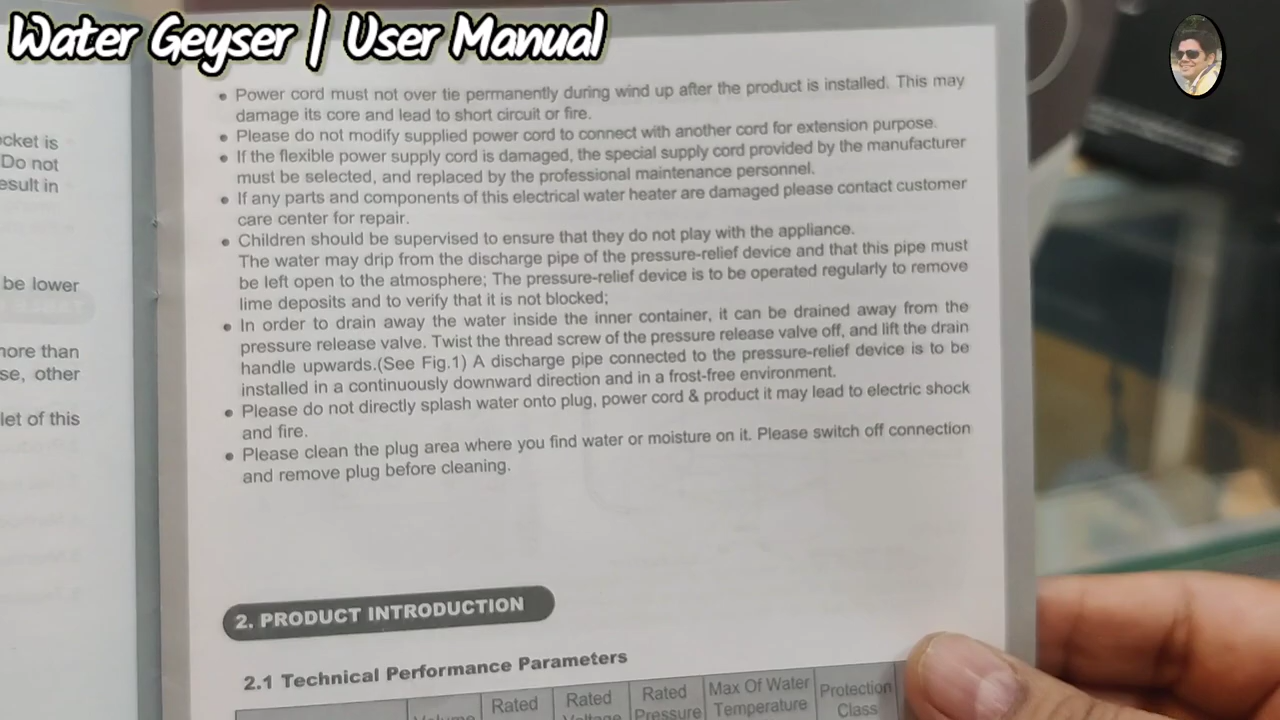 Water Geyser | User Manual
ocket is
Do not
esult in
be lower
more than
se, other
let of this
• Power cord must not over tie permanently during wind up after the product is installed. This may
damage its core and lead to short circuit or fire.
• Please do not modify supplied power cord to connect with another cord for extension purpose.
• If the flexible power supply cord is damaged, the special supply cord provided by the manufacturer
must be selected, and replaced by the professional maintenance personnel.
• If any parts and components of this electrical water heater are damaged please contact customer
care center for repair.
• Children should be supervised to ensure that they do not play with the appliance.
The water may drip from the discharge pipe of the pressure-relief device and that this pipe must
be left open to the atmosphere; The pressure-relief device is to be operated regularly to remove
lime deposits and to verify that it is not blocked;
• In order to drain away the water inside the inner container, it can be drained away from the
pressure release valve. Twist the thread screw of the pressure release valve off, and lift the drain
handle upwards.(See Fig.1) A discharge pipe connected to the pressure-relief device is to be
installed in a continuously downward direction and in a frost-free environment.
• Please do not directly splash water onto plug, power cord & product it may lead to electric shock
and fire.
• Please clean the plug area where you find water or moisture on it. Please switch off connection
and remove plug before cleaning.
2. PRODUCT INTRODUCTION
2.1 Technical Performance Parameters
Volume
Rated
Rated Voltage
Rated Pressure
Max Of Water Temperature
Protection Class